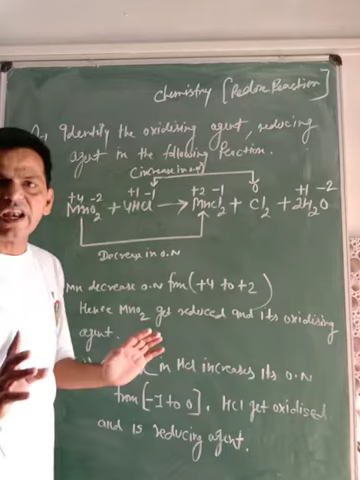 Chemistry [Redox Reaction]
Q1 Identity the oxidising agent, reducing
agent in the following Reaction.
(increase in O.N)
+4 -2 +1 -1 +2 -1 0 +1 -2
MnO2 + 4HCl → MnCl2 + Cl2 + 2H2O
Decrease in O.N
Mn decrease O.N from (+4 to +2)
Hence MnO2 get reduced and its oxidising
agent.
in HCl increases its O.N
from [-1 to 0]. HCl get oxidised
and is reducing agent.